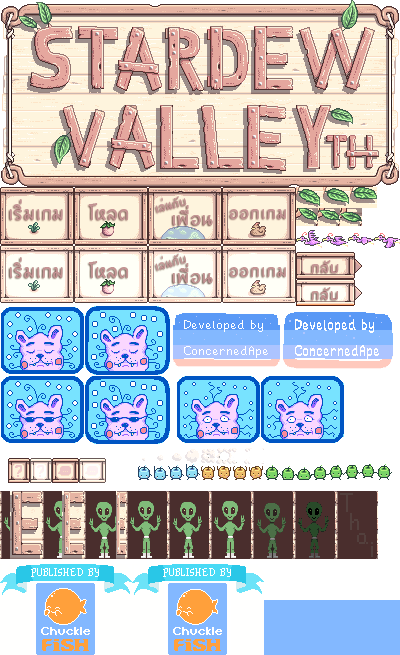 STARDEW
VALLEY
TH
เริ่มเกม
โหลด
เล่นกับเพื่อน
ออกเกม
เริ่มเกม
โหลด
เล่นกับเพื่อน
ออกเกม
กลับ
กลับ
Developed by
ConcernedApe
Developed by
ConcernedApe
?
E
E
Thai
PUBLISHED BY
PUBLISHED BY
Chuckle
FISH
Chuckle
FISH